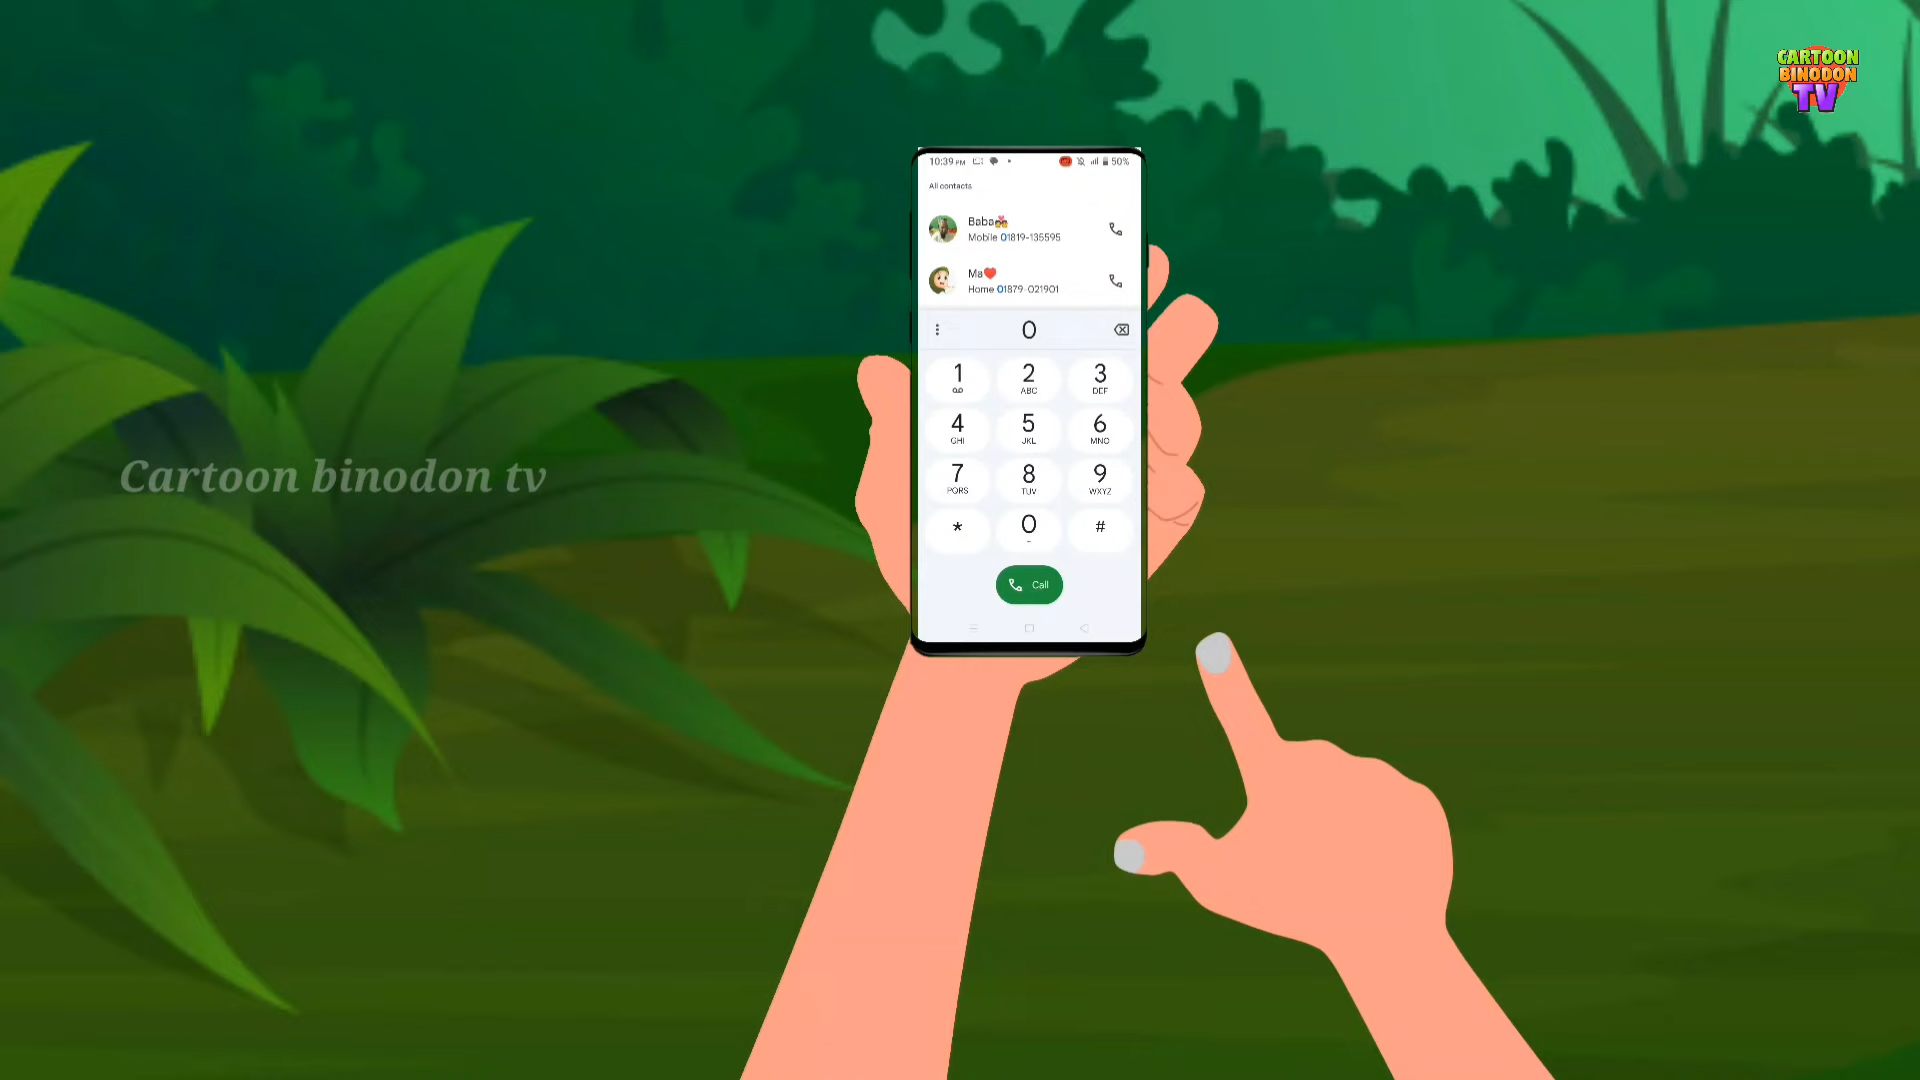 CARTOON
BINODON
TV
10:39 PM
50%
All contacts
Baba
Mobile 01819-135595
Ma
Home 01879-021901
0
1
2
ABC
3
DEF
4
GHI
5
JKL
6
MNO
7
PQRS
8
TUV
9
WXYZ
*
0
#
Call
Cartoon binodon tv